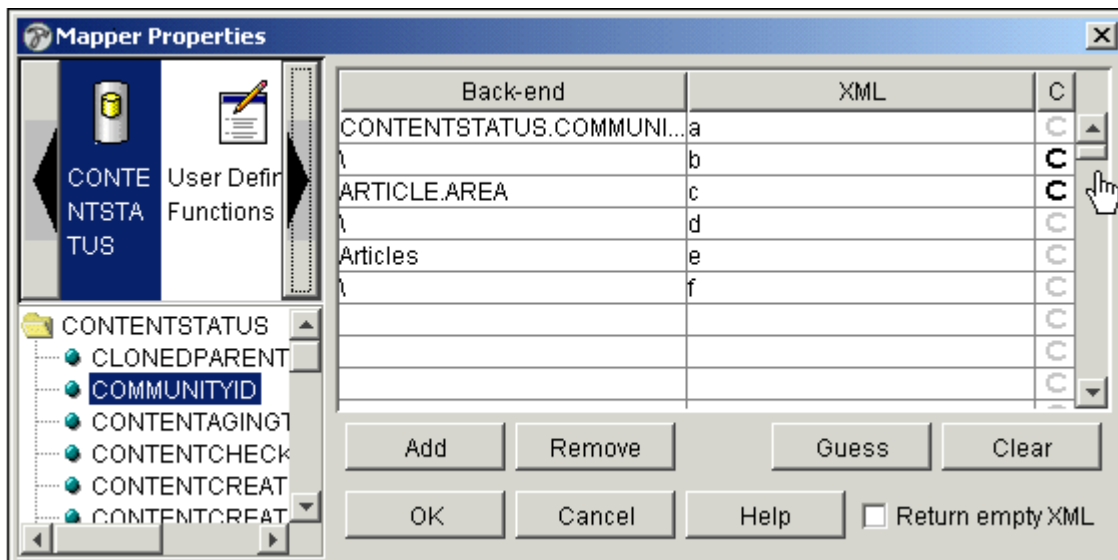 Mapper Properties
CONTE
NTSTA
TUS
User Defin
Functions
CONTENTSTATUS
CLONEDPARENT
COMMUNITYID
CONTENTAGINGT
CONTENTCHECK
CONTENTCREAT
CONTENTCREAT
Back-end XML C
CONTENTSTATUS.COMMUNI... a C
\ b C
ARTICLE.AREA c C
\ d C
Articles e C
\ f C
C
C
C
Add Remove Guess Clear
OK Cancel Help Return empty XML